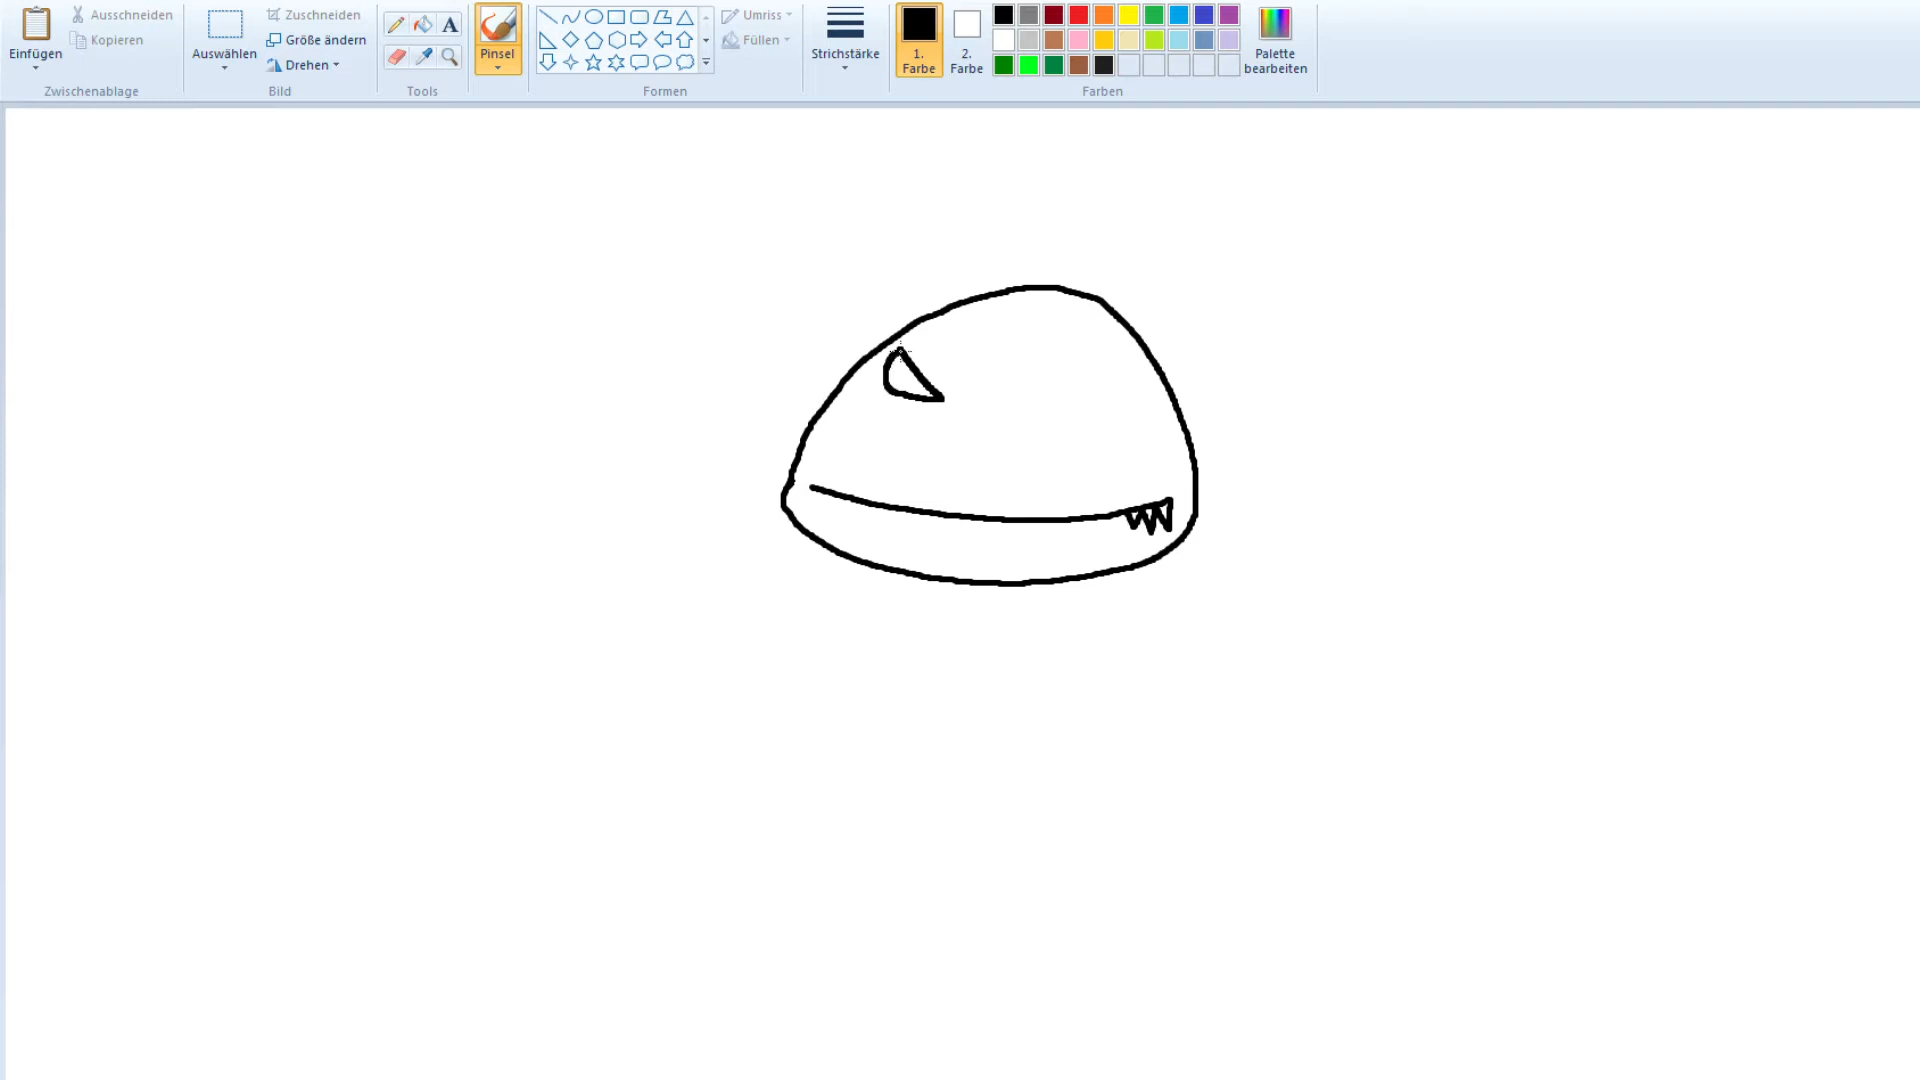 Einfügen
Ausschneiden
Kopieren
Zwischenablage
Auswählen
Zuschneiden
Größe ändern
Drehen
Bild
A
Tools
Pinsel
Formen
Umriss
Füllen
Strichstärke
1.
Farbe
2.
Farbe
Palette
bearbeiten
Farben